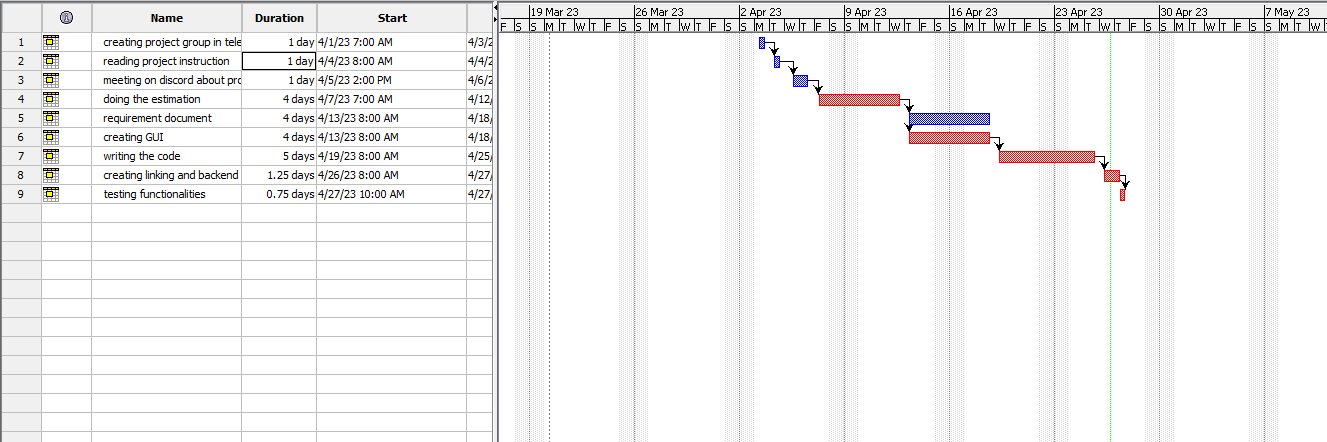 Name Duration Start
19 Mar 23 26 Mar 23 2 Apr 23 9 Apr 23 16 Apr 23 23 Apr 23 30 Apr 23 7 May 23
F S S M T W T F S S M T W T F S S M T W T F S S M T W T F S S M T W T F S S M T W T F S S M T W T F S S M T
1 creating project group in tele 1 day 4/1/23 7:00 AM 4/3/2
2 reading project instruction 1 day 4/4/23 8:00 AM 4/4/2
3 meeting on discord about pro 1 day 4/5/23 2:00 PM 4/6/2
4 doing the estimation 4 days 4/7/23 7:00 AM 4/12/
5 requirement document 4 days 4/13/23 8:00 AM 4/18/
6 creating GUI 4 days 4/13/23 8:00 AM 4/18/
7 writing the code 5 days 4/19/23 8:00 AM 4/25/
8 creating linking and backend 1.25 days 4/26/23 8:00 AM 4/27/
9 testing functionalities 0.75 days 4/27/23 10:00 AM 4/27/